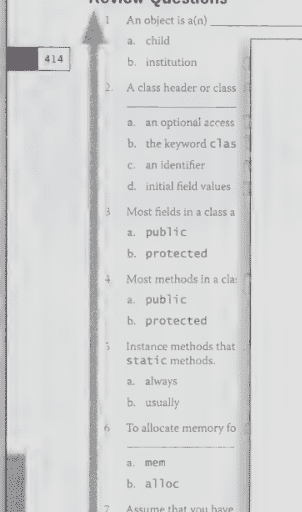 Review Questions
1 An object is a(n)
a. child
414
b. institution
2. A class header or class
a. an optional access
b. the keyword clas
c. an identifier
d. initial field values
3 Most fields in a class a
a. public
b. protected
4. Most methods in a cla
a. public
b. protected
5 Instance methods that
static methods.
a. always
b. usually
6 To allocate memory fo
a. mem
b. alloc
7 Assume that you have